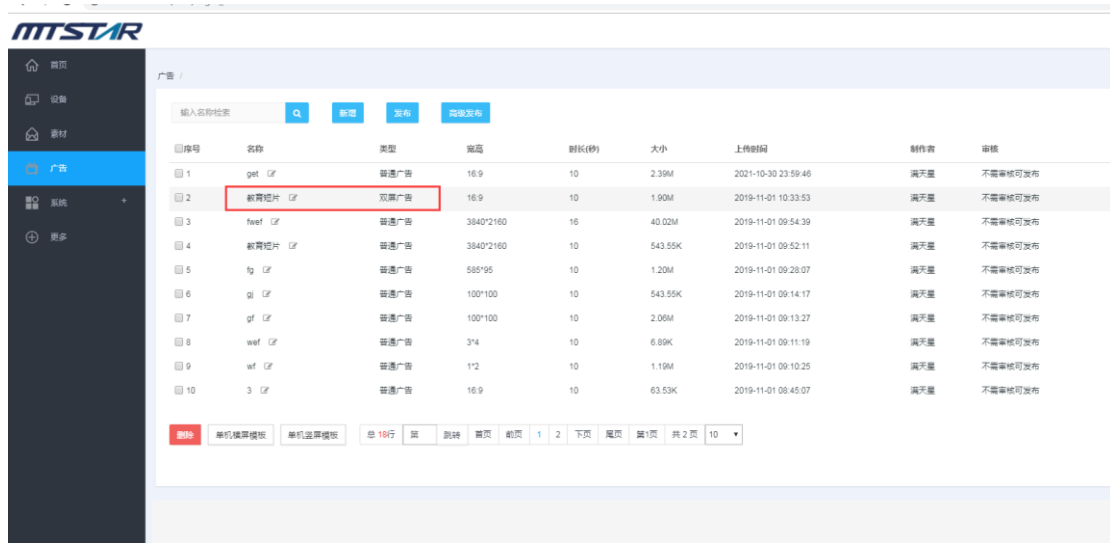 MTSTAR
首页
设备
素材
广告
系统 +
更多
广告 /
输入名称检索 新增 发布 高级发布
序号 名称 类型 宽高 时长(秒) 大小 上传时间 制作者 审核
1 get 普通广告 16:9 10 2.39M 2021-10-30 23:59:46 满天星 不需审核可发布
2 教育短片 双屏广告 16:9 10 1.90M 2019-11-01 10:33:53 满天星 不需审核可发布
3 fwef 普通广告 3840*2160 16 40.02M 2019-11-01 09:54:39 满天星 不需审核可发布
4 教育短片 普通广告 3840*2160 10 543.55K 2019-11-01 09:52:11 满天星 不需审核可发布
5 fg 普通广告 585*95 10 1.20M 2019-11-01 09:28:07 满天星 不需审核可发布
6 gj 普通广告 100*100 10 543.55K 2019-11-01 09:14:17 满天星 不需审核可发布
7 gf 普通广告 100*100 10 2.06M 2019-11-01 09:13:27 满天星 不需审核可发布
8 wef 普通广告 3*4 10 6.89K 2019-11-01 09:11:19 满天星 不需审核可发布
9 wf 普通广告 1*2 10 1.19M 2019-11-01 09:10:25 满天星 不需审核可发布
10 3 普通广告 16:9 10 63.53K 2019-11-01 08:45:07 满天星 不需审核可发布
删除 单机横屏模板 单机竖屏模板 总 18行 第 跳转 首页 前页 1 2 下页 尾页 第1页 共 2 页 10